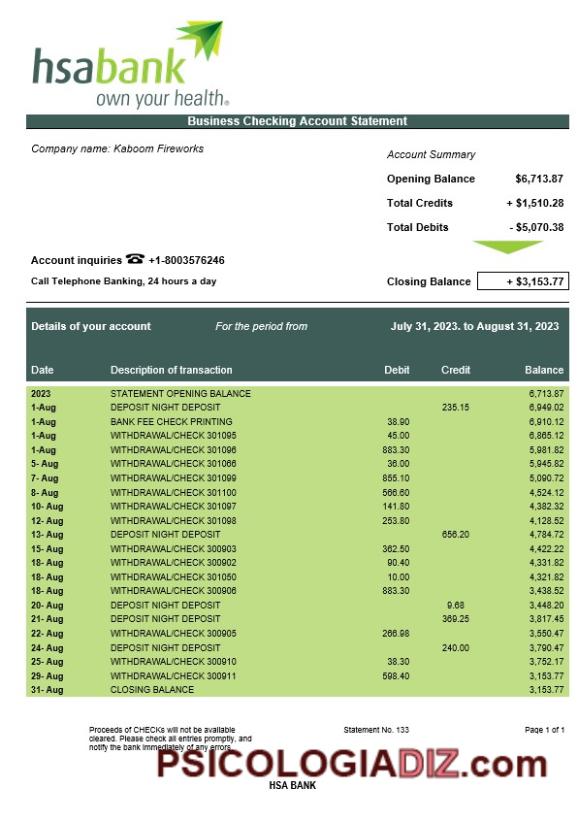 hsabank
own your health®
Business Checking Account Statement
Company name: Kaboom Fireworks
Account Summary
Opening Balance $6,713.87
Total Credits + $1,510.28
Total Debits - $5,070.38
Account inquiries ☎ +1-8003576246
Call Telephone Banking, 24 hours a day
Closing Balance + $3,153.77
Details of your account For the period from July 31, 2023. to August 31, 2023
Date Description of transaction Debit Credit Balance
2023 STATEMENT OPENING BALANCE 6,713.87
1-Aug DEPOSIT NIGHT DEPOSIT 235.15 6,949.02
1-Aug BANK FEE CHECK PRINTING 38.90 6,910.12
1-Aug WITHDRAWAL/CHECK 301095 45.00 6,865.12
1-Aug WITHDRAWAL/CHECK 301096 883.30 5,981.82
5- Aug WITHDRAWAL/CHECK 301066 36.00 5,945.82
7- Aug WITHDRAWAL/CHECK 301099 855.10 5,090.72
8- Aug WITHDRAWAL/CHECK 301100 566.60 4,524.12
10- Aug WITHDRAWAL/CHECK 301097 141.80 4,382.32
12- Aug WITHDRAWAL/CHECK 301098 253.80 4,128.52
13- Aug DEPOSIT NIGHT DEPOSIT 656.20 4,784.72
15- Aug WITHDRAWAL/CHECK 300903 362.50 4,422.22
18- Aug WITHDRAWAL/CHECK 300902 90.40 4,331.82
18- Aug WITHDRAWAL/CHECK 301050 10.00 4,321.82
18- Aug WITHDRAWAL/CHECK 300906 883.30 3,438.52
20- Aug DEPOSIT NIGHT DEPOSIT 9.68 3,448.20
21- Aug DEPOSIT NIGHT DEPOSIT 369.25 3,817.45
22- Aug WITHDRAWAL/CHECK 300905 266.98 3,550.47
24- Aug DEPOSIT NIGHT DEPOSIT 240.00 3,790.47
25- Aug WITHDRAWAL/CHECK 300910 38.30 3,752.17
29- Aug WITHDRAWAL/CHECK 300911 598.40 3,153.77
31- Aug CLOSING BALANCE 3,153.77
Proceeds of CHECKs will not be available Statement No. 133 Page 1 of 1
cleared. Please check all entries promptly, and
notify the bank immediately of any errors.
PSICOLOGIADIZ.com
HSA BANK